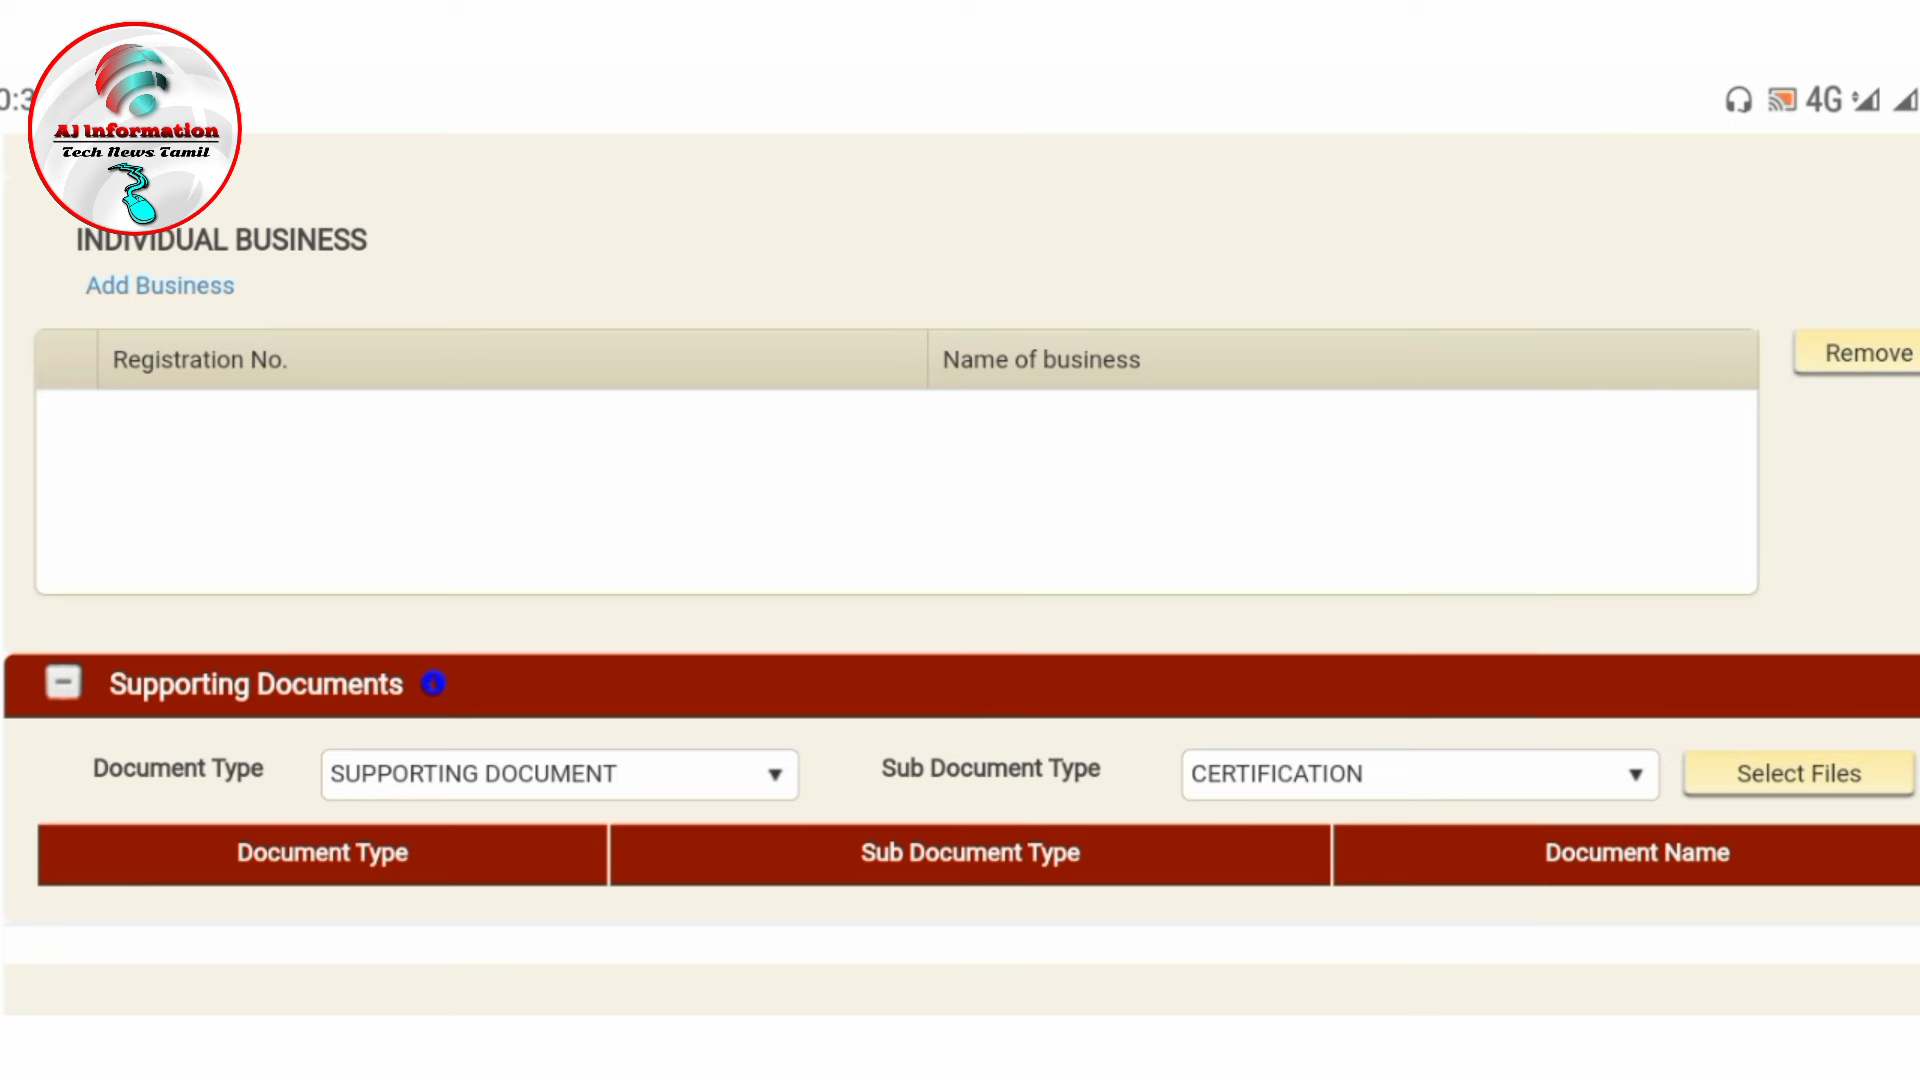 4G
AJ Information
Tech News Tamil
INDIVIDUAL BUSINESS
Add Business
Registration No.
Name of business
Remove
Supporting Documents
Document Type
SUPPORTING DOCUMENT
Sub Document Type
CERTIFICATION
Select Files
Document Type
Sub Document Type
Document Name